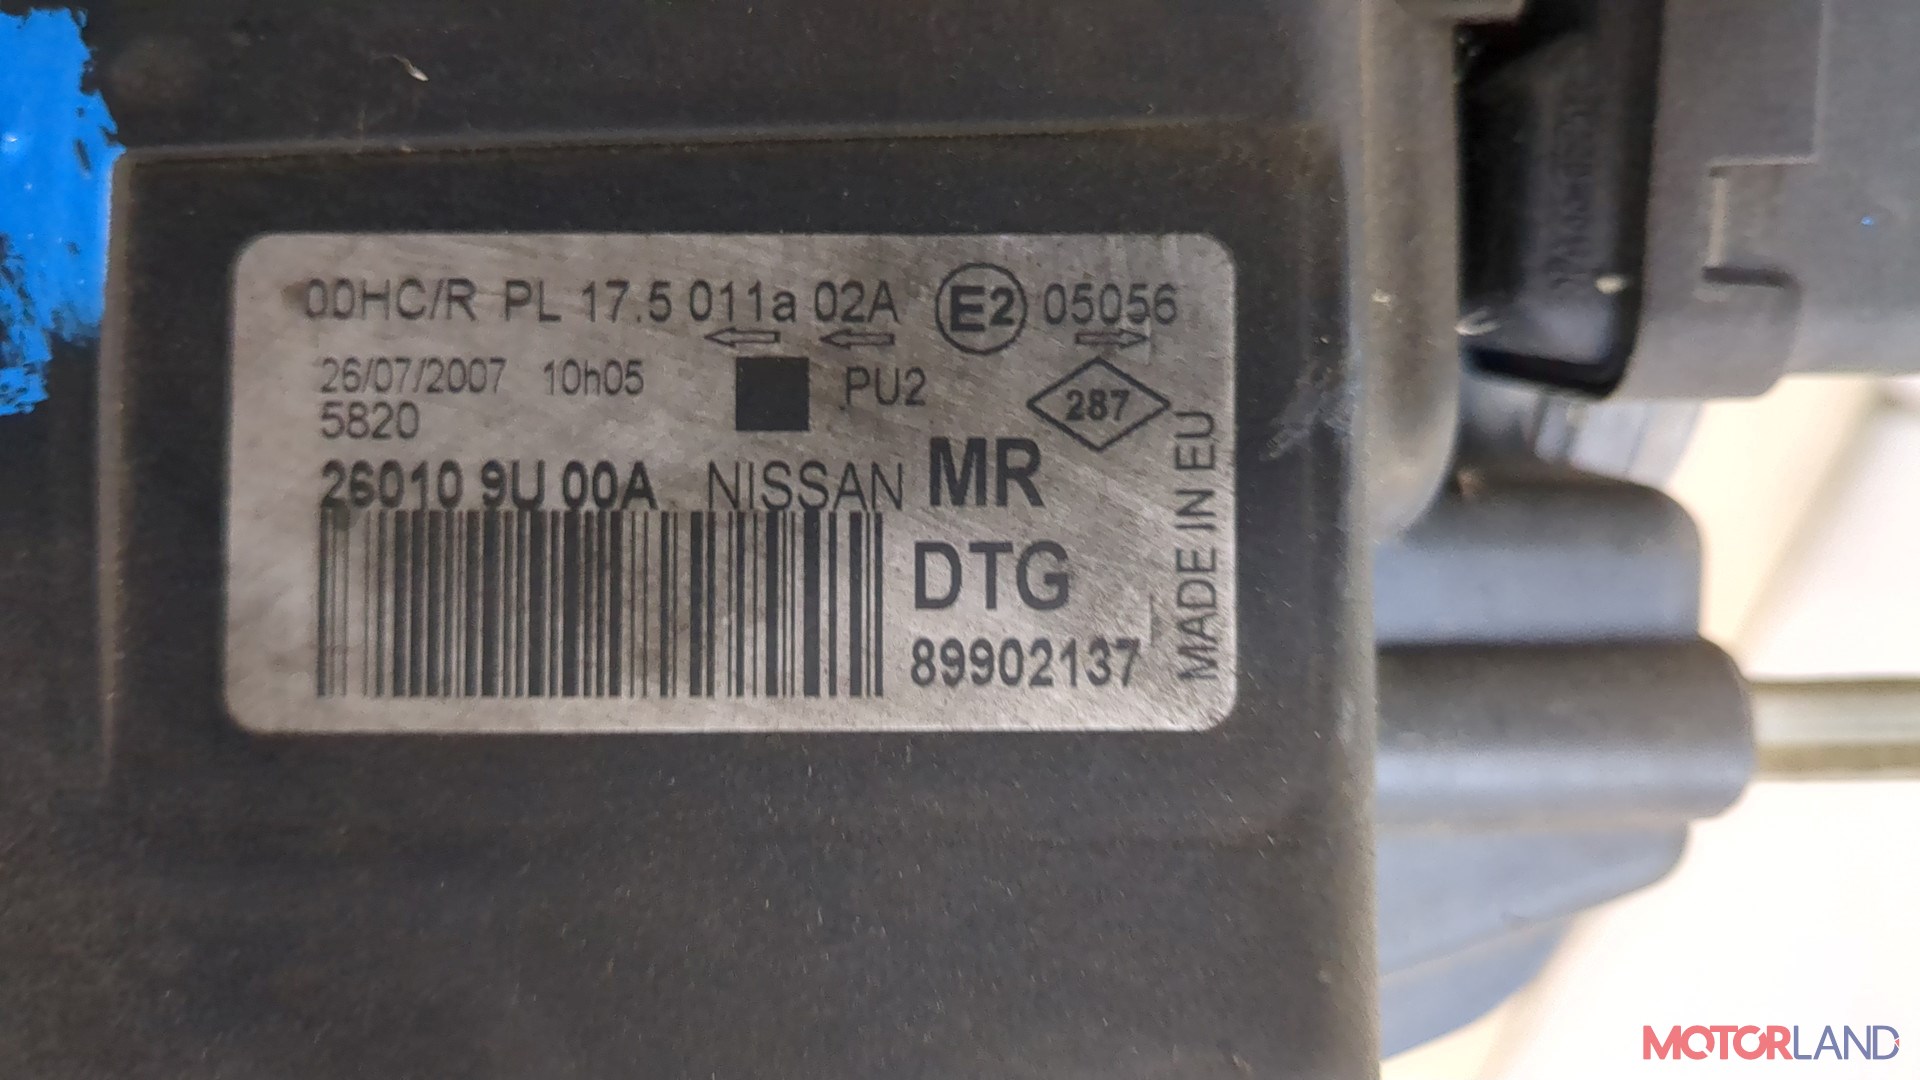 00HC/R PL 17.5 011a 02A E2 05056
26/07/2007 10h05 PU2 287
5820
26010 9U 00A NISSAN MR
DTG
89902137
MADE IN EU
MOTORLAND